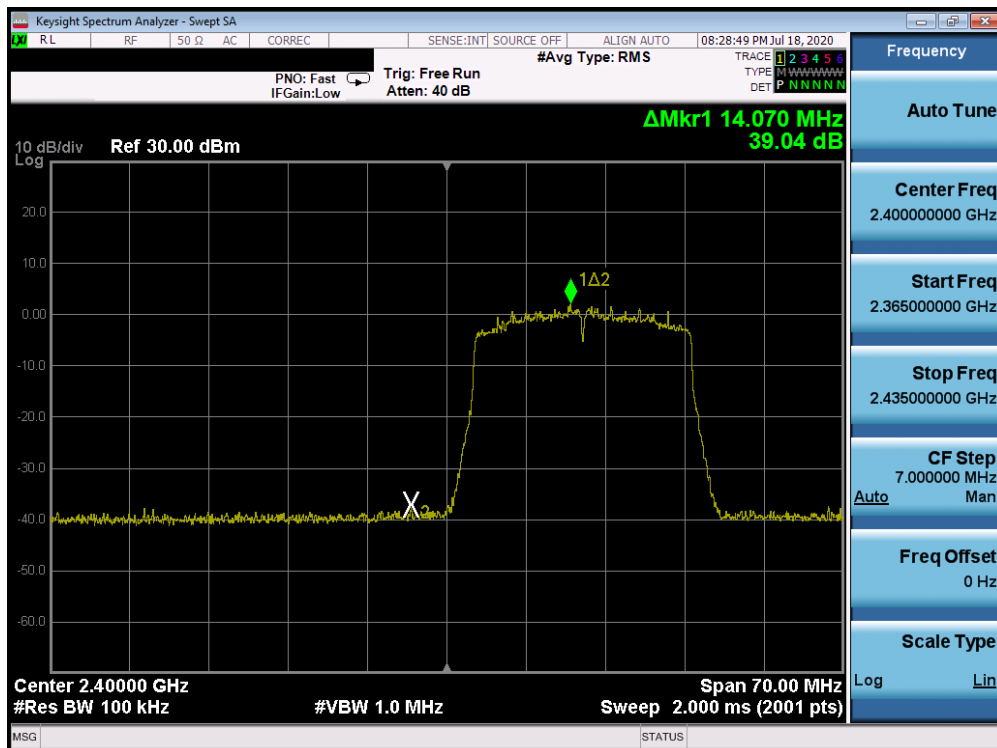 Keysight Spectrum Analyzer - Swept SA
LXI RL RF 50 Ω AC CORREC SENSE:INT SOURCE OFF ALIGN AUTO 08:28:49 PM Jul 18, 2020
#Avg Type: RMS
TRACE 1 2 3 4 5 6
TYPE M WWWWW
DET P N N N N N
PNO: Fast
IFGain:Low
Trig: Free Run
Atten: 40 dB
ΔMkr1 14.070 MHz
39.04 dB
10 dB/div
Log
Ref 30.00 dBm
20.0
10.0
0.00
-10.0
-20.0
-30.0
-40.0
-50.0
-60.0
1Δ2
X2
Center 2.40000 GHz
#Res BW 100 kHz
#VBW 1.0 MHz
Span 70.00 MHz
Sweep 2.000 ms (2001 pts)
MSG
STATUS
Frequency
Auto Tune
Center Freq
2.400000000 GHz
Start Freq
2.365000000 GHz
Stop Freq
2.435000000 GHz
CF Step
7.000000 MHz
Auto Man
Freq Offset
0 Hz
Scale Type
Log Lin